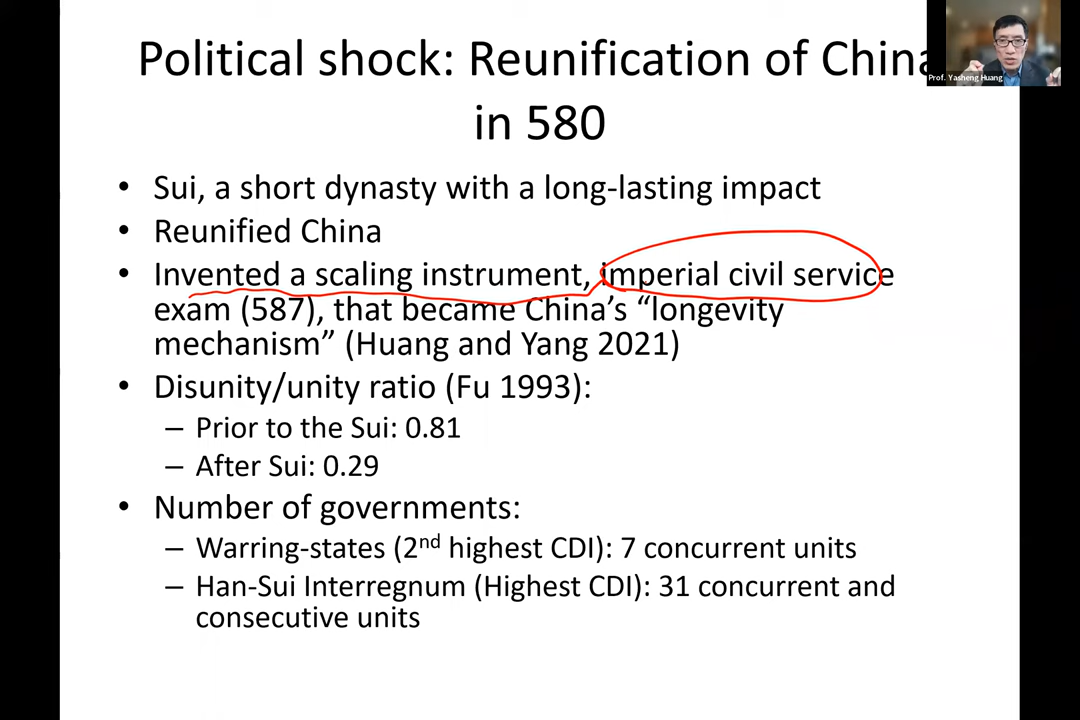 Political shock: Reunification of China
in 580
Prof. Yasheng Huang
• Sui, a short dynasty with a long-lasting impact
• Reunified China
• Invented a scaling instrument, imperial civil service
exam (587), that became China’s “longevity
mechanism” (Huang and Yang 2021)
• Disunity/unity ratio (Fu 1993):
– Prior to the Sui: 0.81
– After Sui: 0.29
• Number of governments:
– Warring-states (2nd highest CDI): 7 concurrent units
– Han-Sui Interregnum (Highest CDI): 31 concurrent and
consecutive units